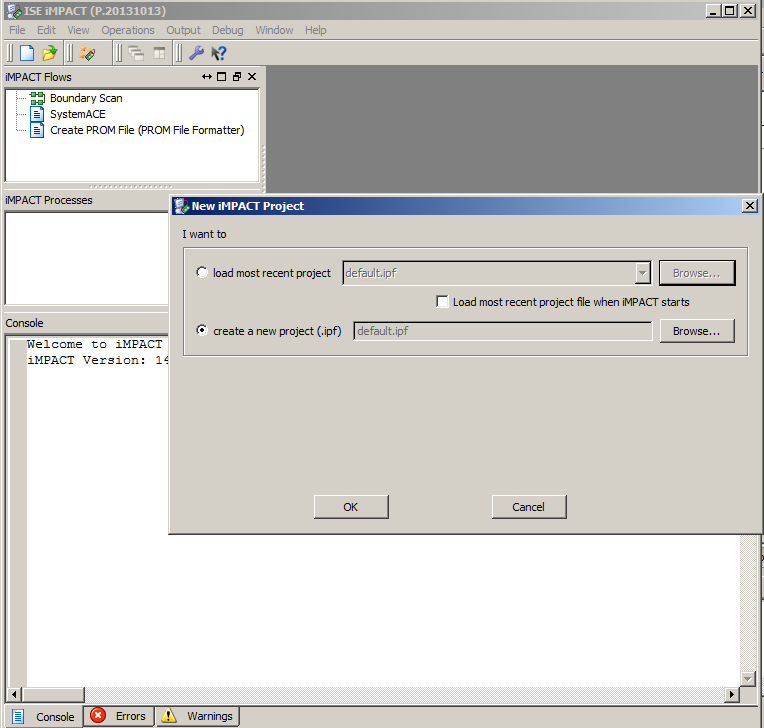 ISE iMPACT (P.20131013)
File Edit View Operations Output Debug Window Help
iMPACT Flows
Boundary Scan
SystemACE
Create PROM File (PROM File Formatter)
iMPACT Processes
New iMPACT Project
I want to
load most recent project default.ipf Browse...
Load most recent project file when iMPACT starts
create a new project (.ipf) default.ipf Browse...
OK Cancel
Console
Welcome to iMPACT
iMPACT Version: 14
Console Errors Warnings